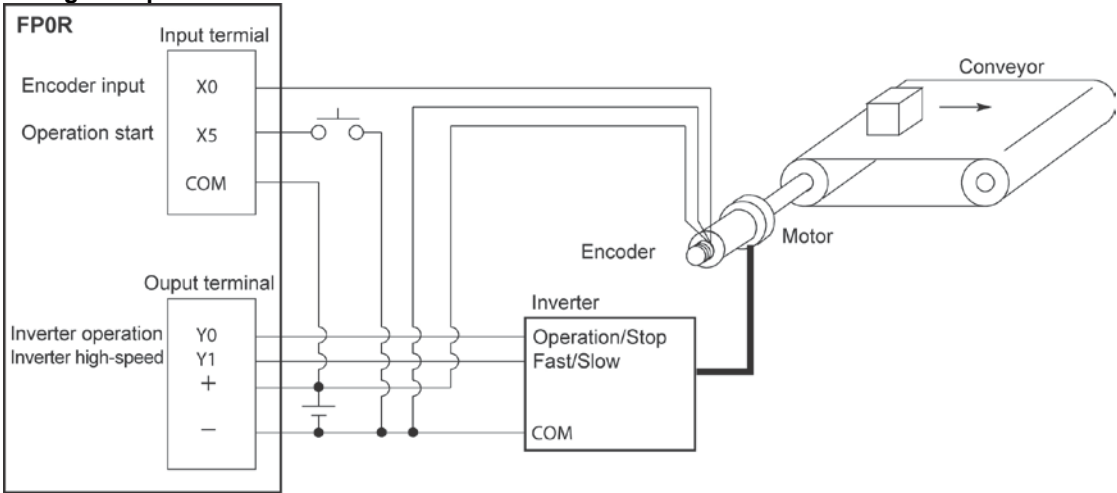 FP0R
Input termial
Encoder input
X0
Operation start
X5
COM
Conveyor
Encoder
Motor
Ouput terminal
Inverter
Inverter operation
Y0
Operation/Stop
Inverter high-speed
Y1
Fast/Slow
+
−
COM